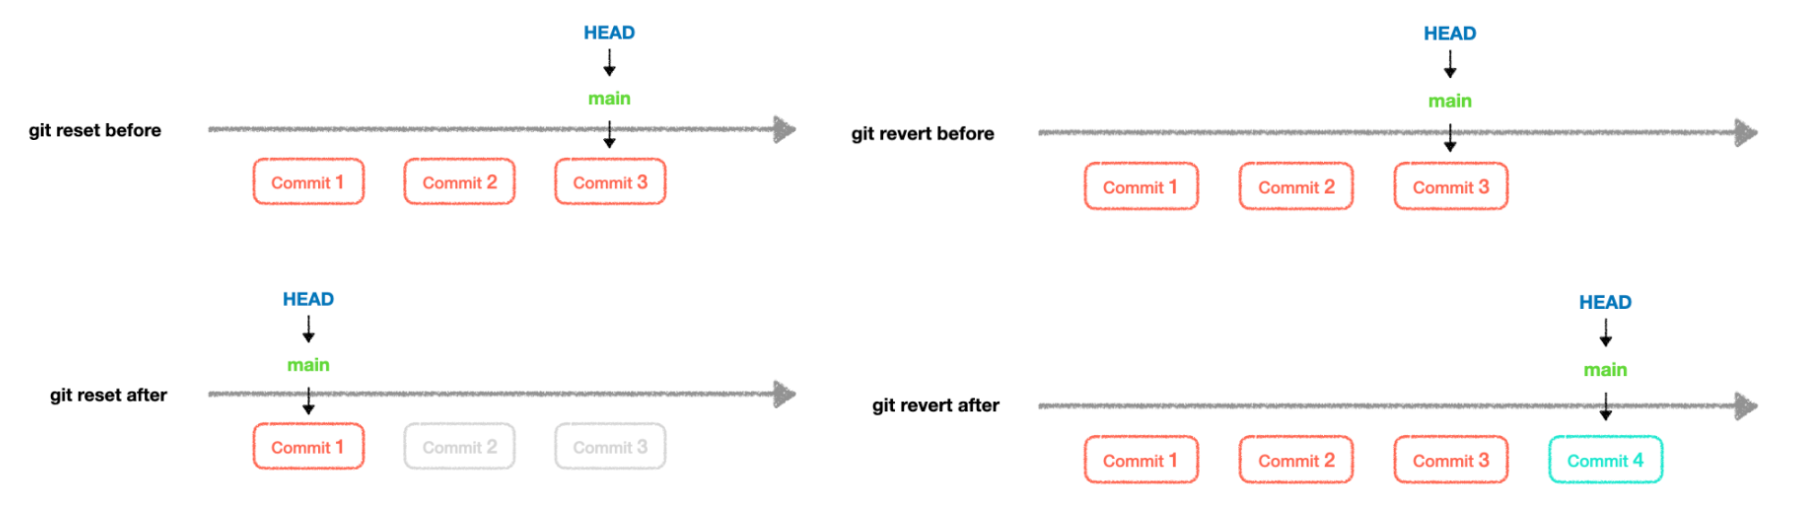 HEAD
main
git reset before
Commit 1
Commit 2
Commit 3
HEAD
main
git revert before
Commit 1
Commit 2
Commit 3
HEAD
main
git reset after
Commit 1
Commit 2
Commit 3
HEAD
main
git revert after
Commit 1
Commit 2
Commit 3
Commit 4